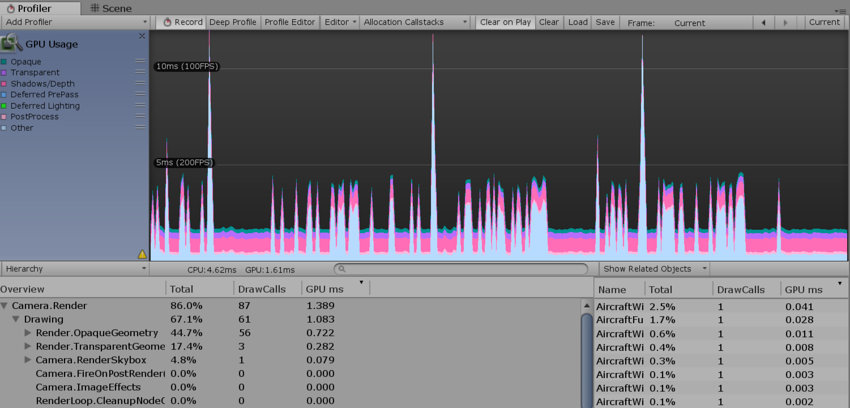 Profiler Scene
Add Profiler Record Deep Profile Profile Editor Editor Allocation Callstacks Clear on Play Clear Load Save Frame: Current Current
GPU Usage
Opaque
Transparent
Shadows/Depth
Deferred PrePass
Deferred Lighting
PostProcess
Other
10ms (100FPS)
5ms (200FPS)
Hierarchy CPU:4.62ms GPU:1.61ms Show Related Objects
Overview Total DrawCalls GPU ms
Camera.Render 86.0% 87 1.389
Drawing 67.1% 61 1.083
Render.OpaqueGeometry 44.7% 56 0.722
Render.TransparentGeome 17.4% 3 0.282
Camera.RenderSkybox 4.8% 1 0.079
Camera.FireOnPostRender( 0.0% 0 0.000
Camera.ImageEffects 0.0% 0 0.000
RenderLoop.CleanupNodeC 0.0% 0 0.000
Name Total DrawCalls GPU ms
AircraftWi 2.5% 1 0.041
AircraftFu 1.7% 1 0.028
AircraftWi 0.6% 1 0.011
AircraftWi 0.4% 1 0.008
AircraftWi 0.3% 1 0.005
AircraftWi 0.1% 1 0.003
AircraftWi 0.1% 1 0.003
AircraftWi 0.1% 1 0.002